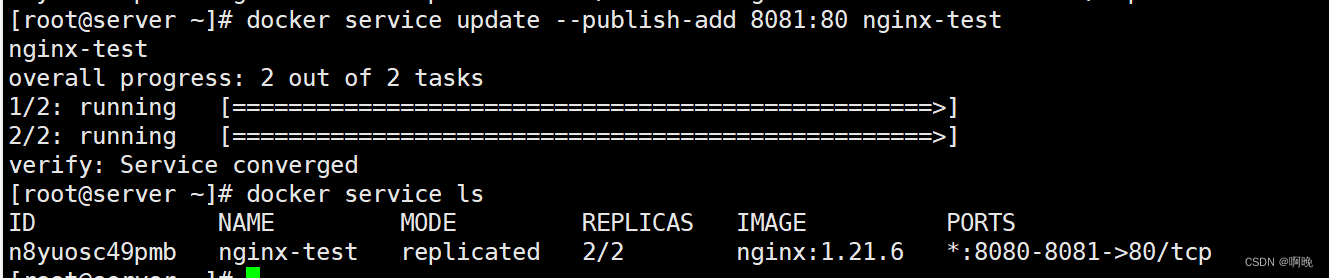 [root@server ~]# docker service update --publish-add 8081:80 nginx-test
nginx-test
overall progress: 2 out of 2 tasks
1/2: running   [==================================================>]
2/2: running   [==================================================>]
verify: Service converged
[root@server ~]# docker service ls
ID             NAME         MODE         REPLICAS   IMAGE          PORTS
n8yuosc49pmb   nginx-test   replicated   2/2        nginx:1.21.6   *:8080-8081->80/tcp
[root@server ~]#
CSDN @啊晚